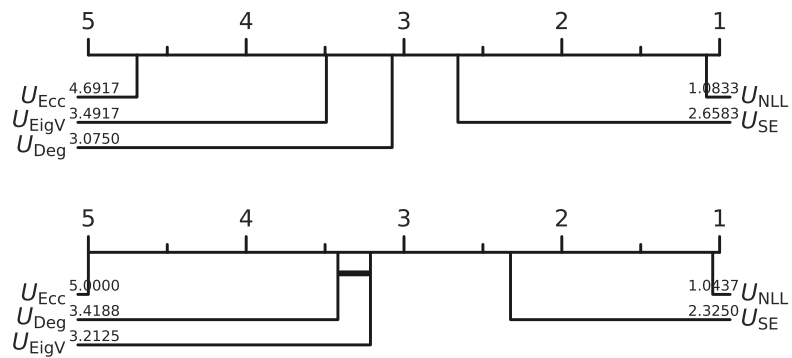 5 4 3 2 1
U_Ecc 4.6917 1.0833 U_NLL
U_EigV 3.4917 2.6583 U_SE
U_Deg 3.0750
5 4 3 2 1
U_Ecc 5.0000 1.0437 U_NLL
U_Deg 3.4188 2.3250 U_SE
U_EigV 3.2125